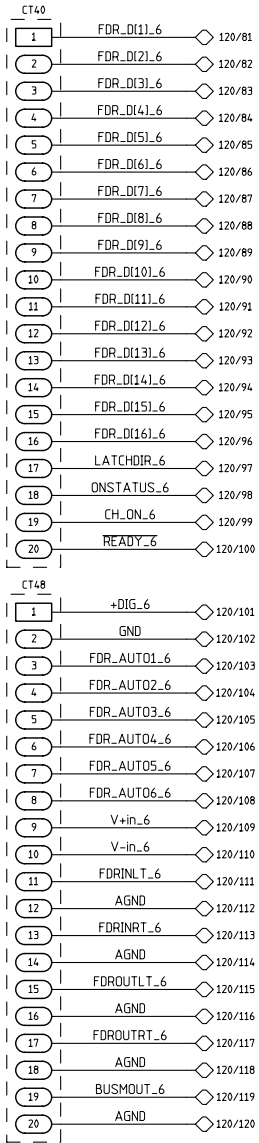 CT40
1 FDR_D[1]_6 120/81
2 FDR_D[2]_6 120/82
3 FDR_D[3]_6 120/83
4 FDR_D[4]_6 120/84
5 FDR_D[5]_6 120/85
6 FDR_D[6]_6 120/86
7 FDR_D[7]_6 120/87
8 FDR_D[8]_6 120/88
9 FDR_D[9]_6 120/89
10 FDR_D[10]_6 120/90
11 FDR_D[11]_6 120/91
12 FDR_D[12]_6 120/92
13 FDR_D[13]_6 120/93
14 FDR_D[14]_6 120/94
15 FDR_D[15]_6 120/95
16 FDR_D[16]_6 120/96
17 LATCHDIR_6 120/97
18 ONSTATUS_6 120/98
19 CH_ON_6 120/99
20 READY_6 120/100
CT48
1 +DIG_6 120/101
2 GND 120/102
3 FDR_AUTO1_6 120/103
4 FDR_AUTO2_6 120/104
5 FDR_AUTO3_6 120/105
6 FDR_AUTO4_6 120/106
7 FDR_AUTO5_6 120/107
8 FDR_AUTO6_6 120/108
9 V+in_6 120/109
10 V-in_6 120/110
11 FDRINLT_6 120/111
12 AGND 120/112
13 FDRINRT_6 120/113
14 AGND 120/114
15 FDROUTLT_6 120/115
16 AGND 120/116
17 FDROUTRT_6 120/117
18 AGND 120/118
19 BUSMOUT_6 120/119
20 AGND 120/120